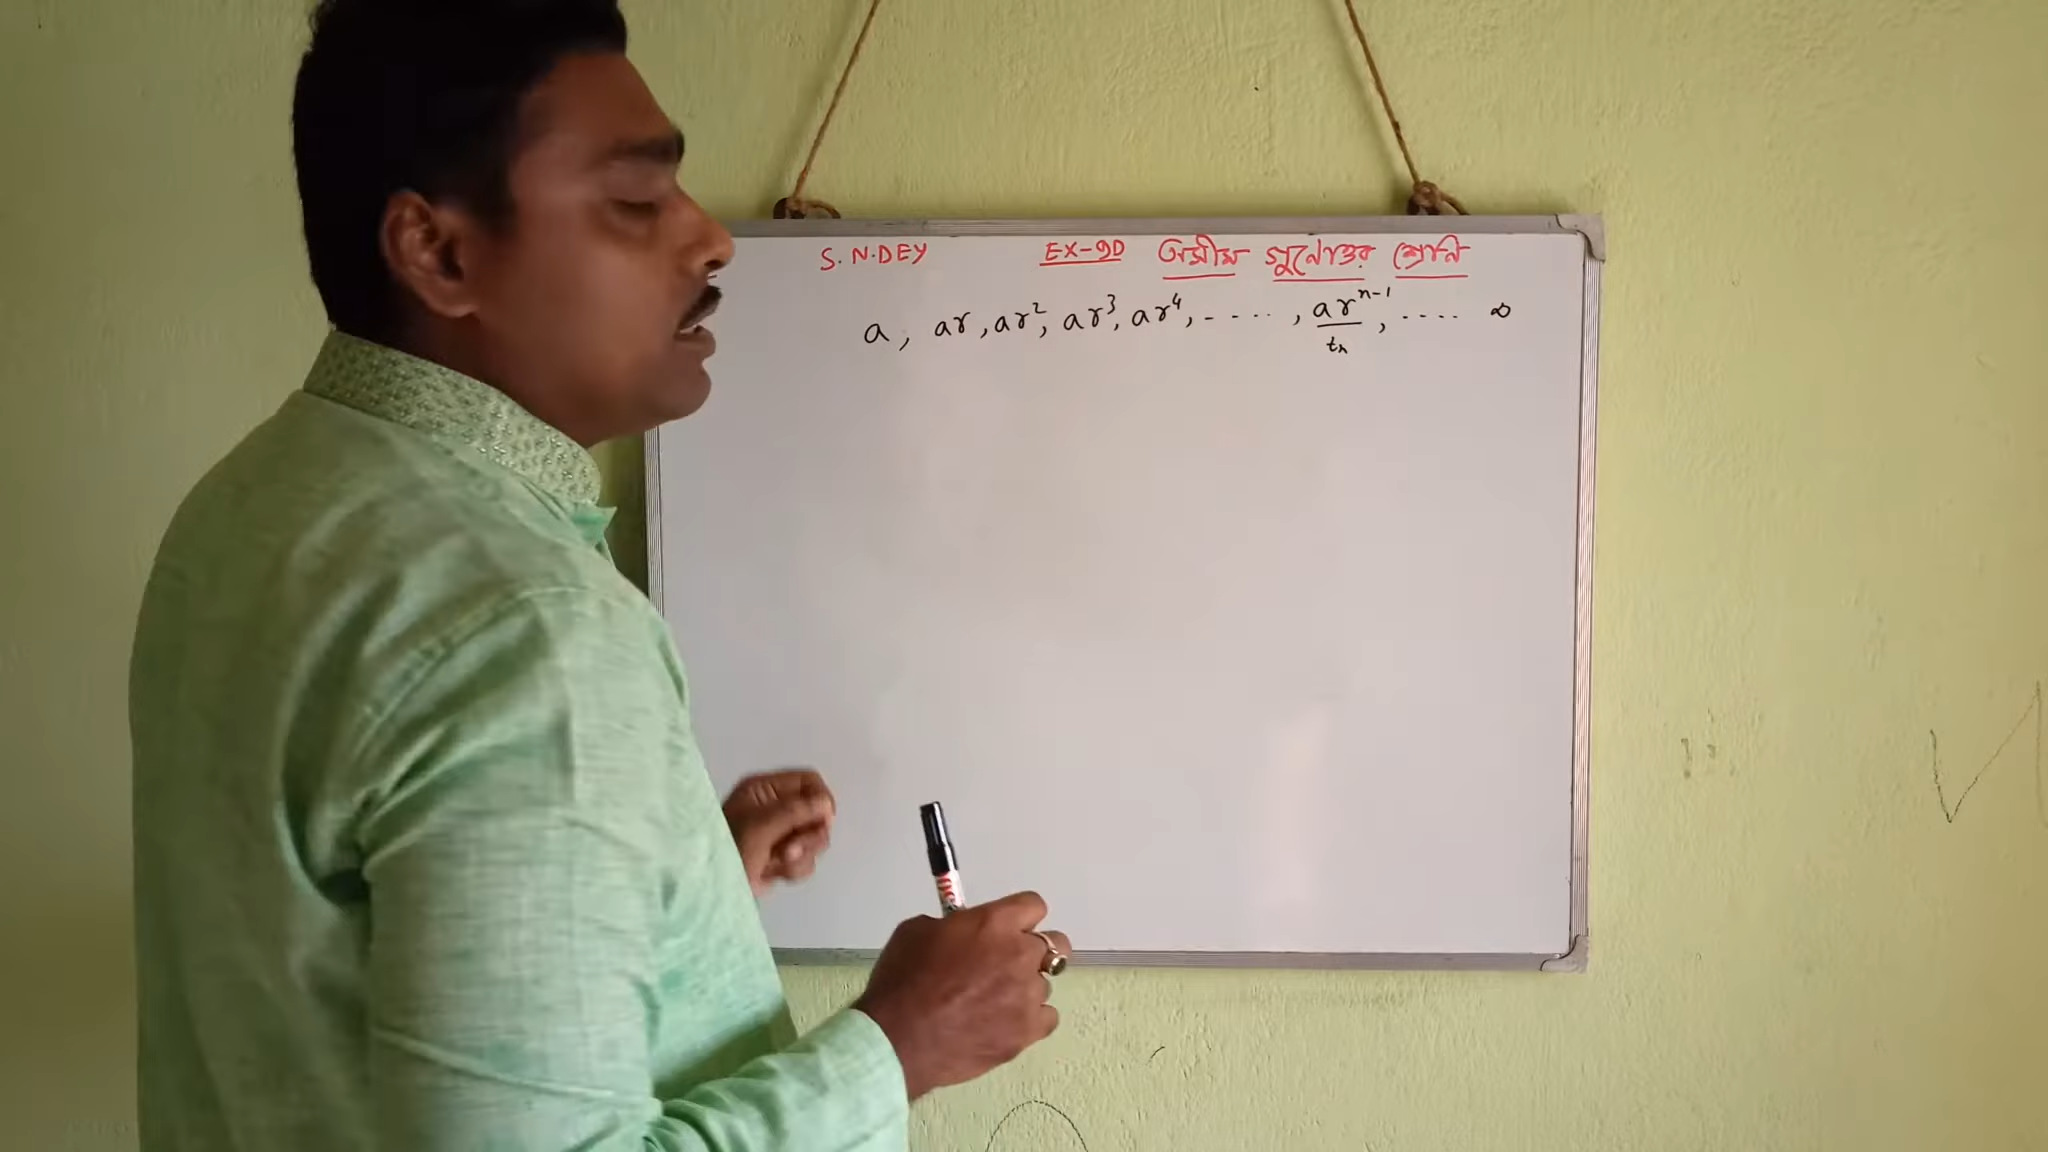 S. N. DEY EX-9D অসীম গুনোত্তর শ্রেনি
a, ar, ar², ar³, ar⁴, - ...., arⁿ⁻¹, .... ∞
tₙ